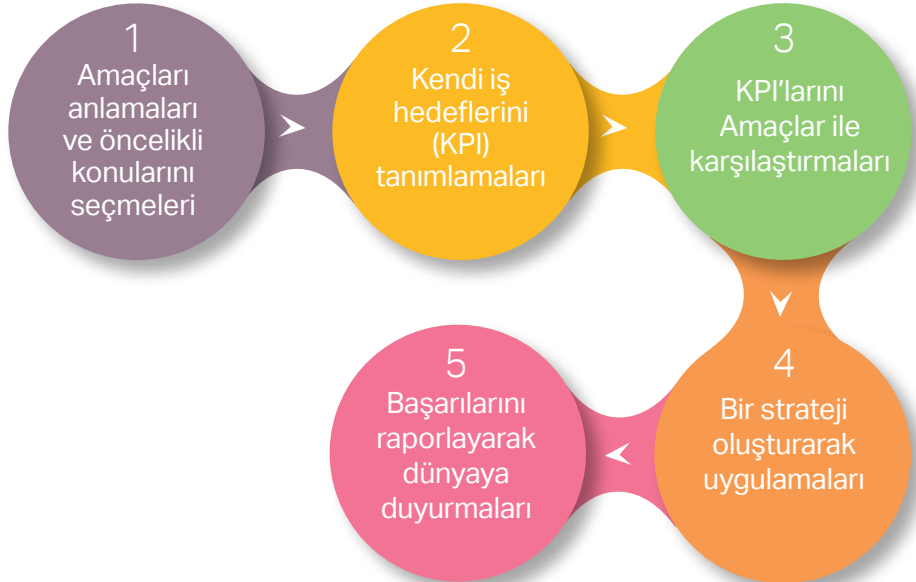 1
Amaçları
anlamaları
ve öncelikli
konularını
seçmeleri
2
Kendi iş
hedeflerini
(KPI)
tanımlamaları
3
KPI'larını
Amaçlar ile
karşılaştırmaları
4
Bir strateji
oluşturarak
uygulamaları
5
Başarılarını
raporlayarak
dünyaya
duyurmaları